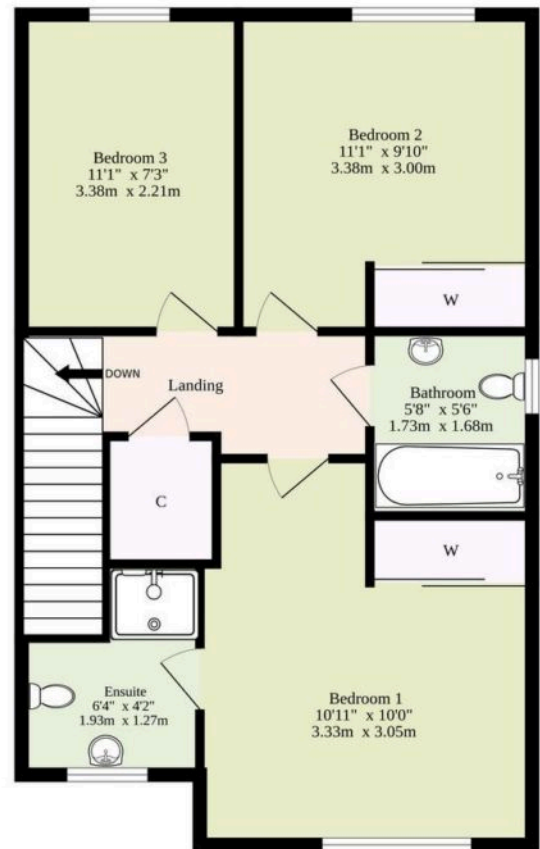 Bedroom 3
11'1" x 7'3"
3.38m x 2.21m
Bedroom 2
11'1" x 9'10"
3.38m x 3.00m
W
DOWN
Landing
Bathroom
5'8" x 5'6"
1.73m x 1.68m
C
W
Ensuite
6'4" x 4'2"
1.93m x 1.27m
Bedroom 1
10'11" x 10'0"
3.33m x 3.05m